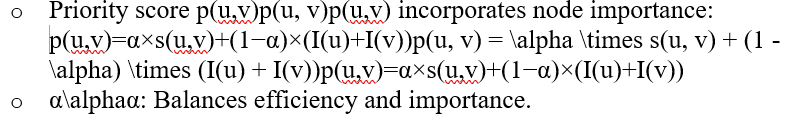 o Priority score p(u,v)p(u, v)p(u,v) incorporates node importance:
p(u,v)=α×s(u,v)+(1−α)×(I(u)+I(v))p(u, v) = \alpha \times s(u, v) + (1 -
\alpha) \times (I(u) + I(v))p(u,v)=α×s(u,v)+(1−α)×(I(u)+I(v))
o α\alphaα: Balances efficiency and importance.